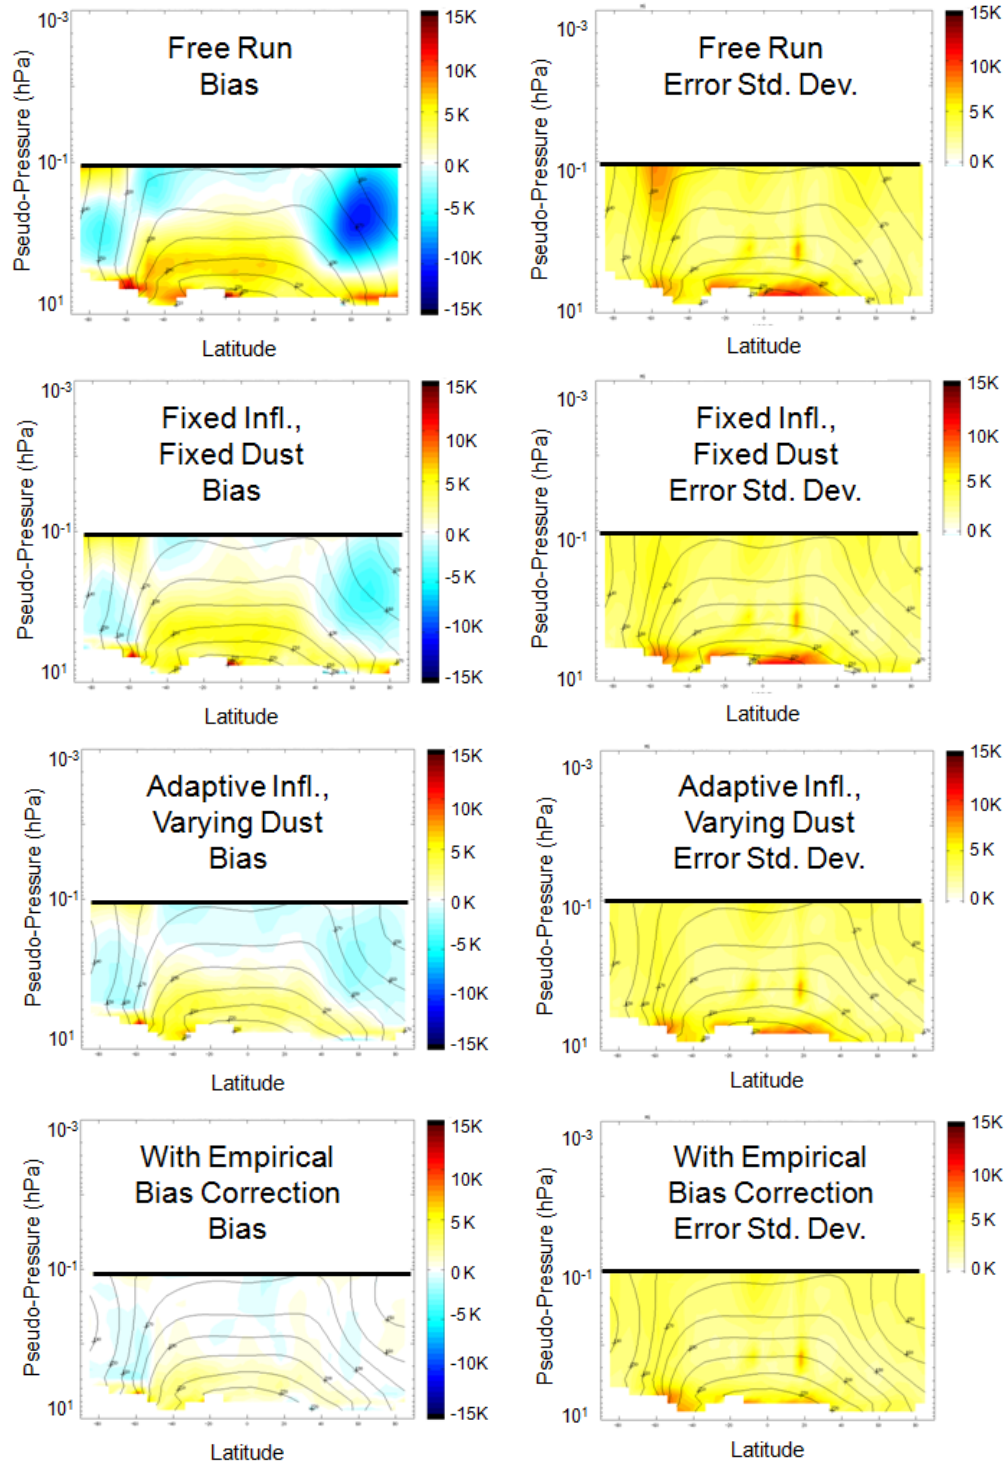 Free Run
Bias
10-3
10-1
101
Pseudo-Pressure (hPa)
Latitude
15K
10K
5K
0K
-5K
-10K
-15K
Free Run
Error Std. Dev.
10-3
10-1
101
Pseudo-Pressure (hPa)
Latitude
15K
10K
5K
0K
Fixed Infl.,
Fixed Dust
Bias
10-3
10-1
101
Pseudo-Pressure (hPa)
Latitude
15K
10K
5K
0K
-5K
-10K
-15K
Fixed Infl.,
Fixed Dust
Error Std. Dev.
10-3
10-1
101
Pseudo-Pressure (hPa)
Latitude
15K
10K
5K
0K
Adaptive Infl.,
Varying Dust
Bias
10-3
10-1
101
Pseudo-Pressure (hPa)
Latitude
15K
10K
5K
0K
-5K
-10K
-15K
Adaptive Infl.,
Varying Dust
Error Std. Dev.
10-3
10-1
101
Pseudo-Pressure (hPa)
Latitude
15K
10K
5K
0K
With Empirical
Bias Correction
Bias
10-3
10-1
101
Pseudo-Pressure (hPa)
Latitude
15K
10K
5K
0K
-5K
-10K
-15K
With Empirical
Bias Correction
Error Std. Dev.
10-3
10-1
101
Pseudo-Pressure (hPa)
Latitude
15K
10K
5K
0K